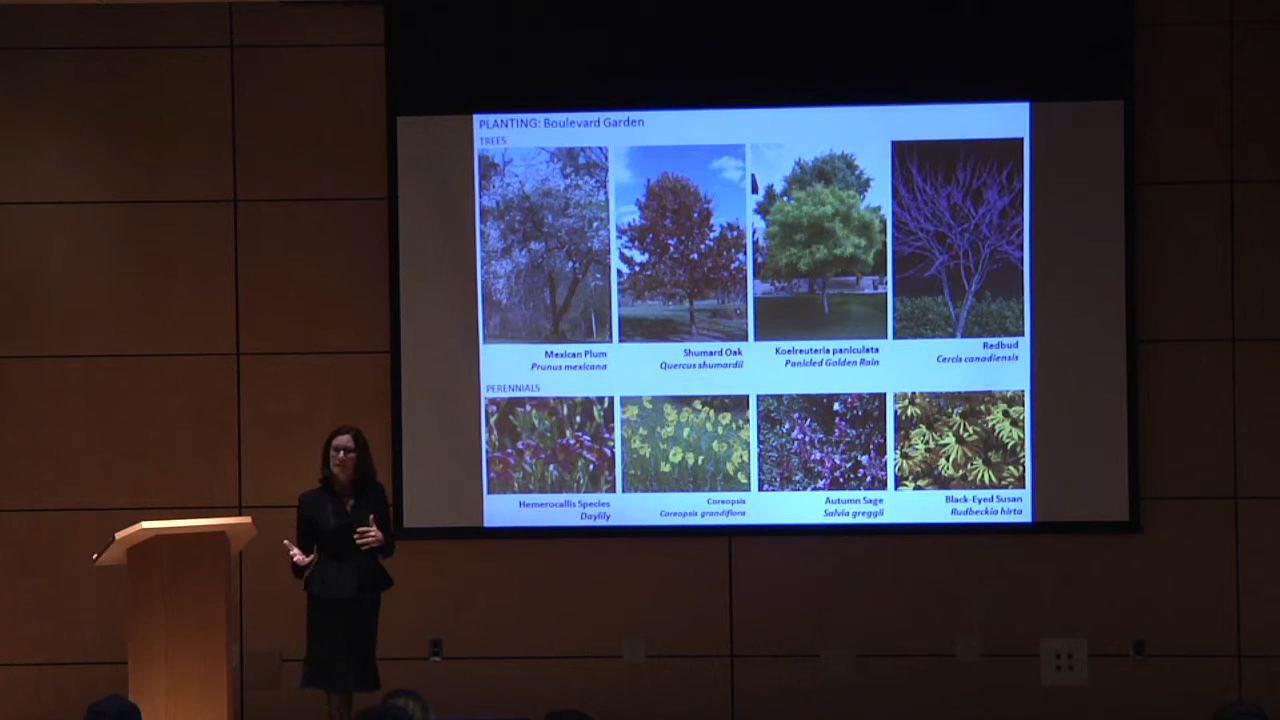 PLANTING: Boulevard Garden
TREES
Mexican Plum
Prunus mexicana
Shumard Oak
Quercus shumardii
Koelreuteria paniculata
Panicled Golden Rain
Redbud
Cercis canadiensis
PERENNIALS
Hemerocallis Species
Daylily
Coreopsis
Coreopsis grandiflora
Autumn Sage
Salvia greggii
Black-Eyed Susan
Rudbeckia hirta